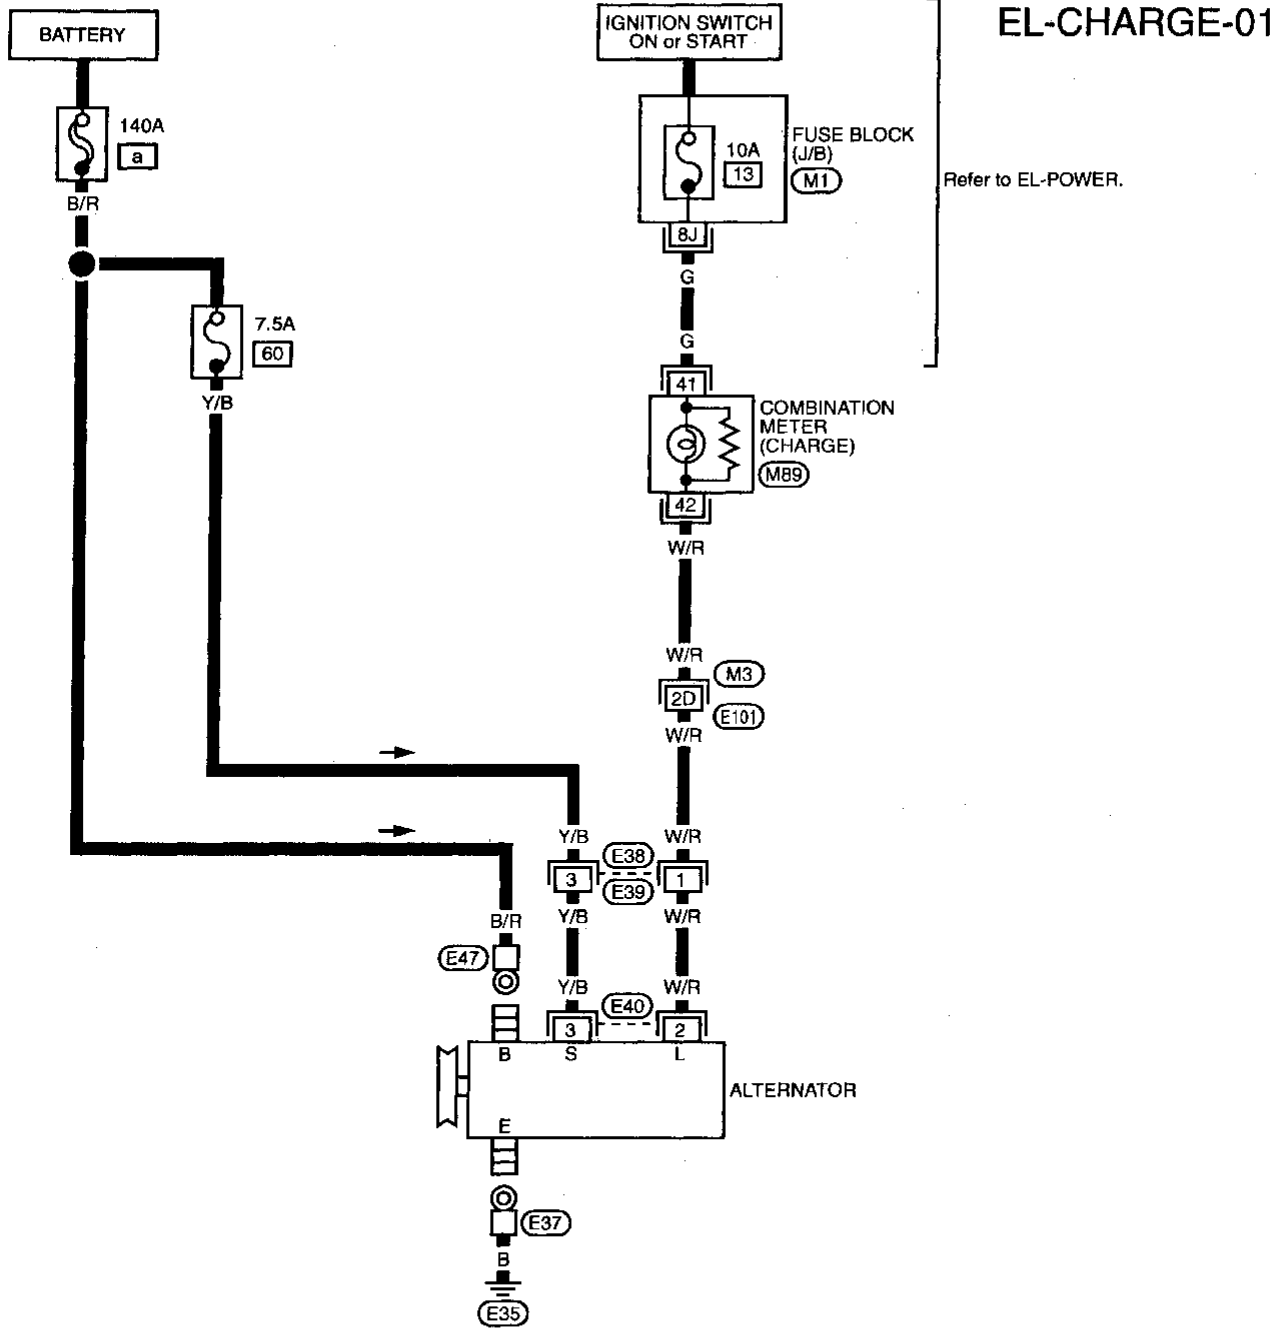 EL-CHARGE-01
BATTERY
IGNITION SWITCH
ON or START
140A
a
B/R
10A
13
FUSE BLOCK
(J/B)
M1
Refer to EL-POWER.
8J
G
G
7.5A
60
Y/B
41
COMBINATION
METER
(CHARGE)
M89
42
W/R
W/R
M3
2D
E101
W/R
Y/B
W/R
E38
3
1
E39
B/R
Y/B
W/R
E47
Y/B
W/R
E40
3
2
B
S
L
ALTERNATOR
E
E37
B
E35